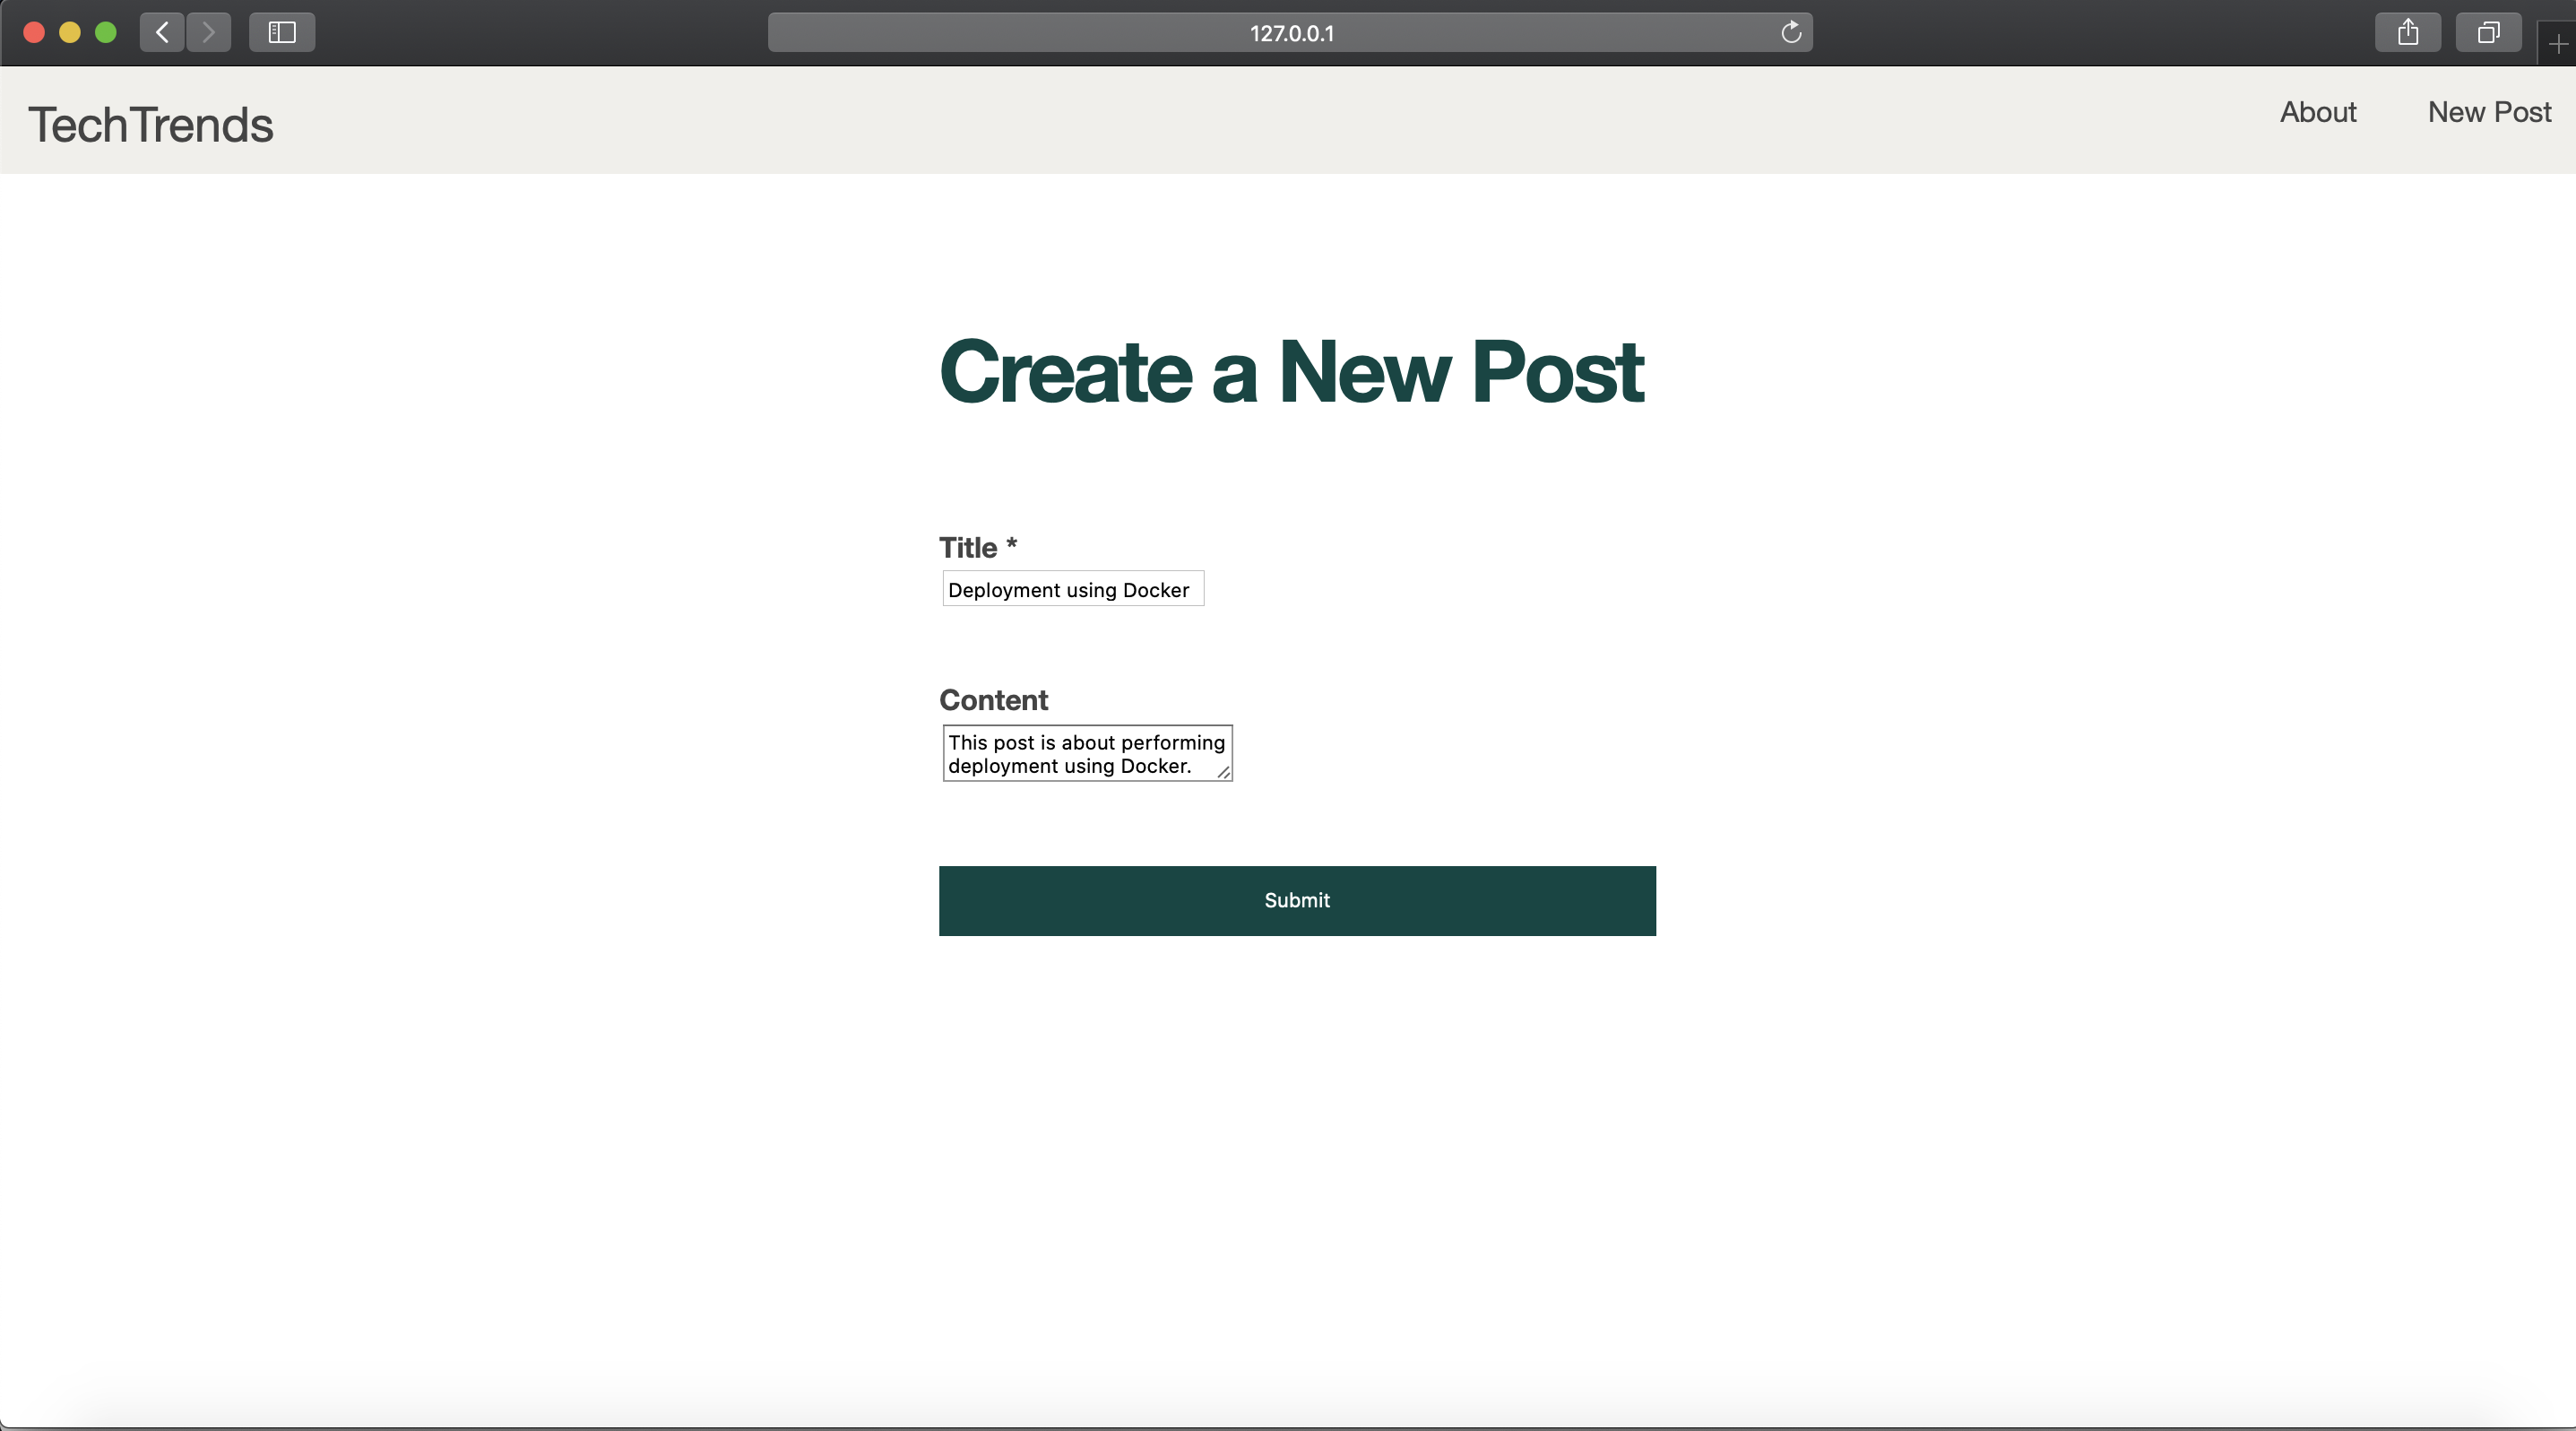 127.0.0.1
TechTrends
About
New Post
Create a New Post
Title *
Deployment using Docker
Content
This post is about performing
deployment using Docker.
Submit